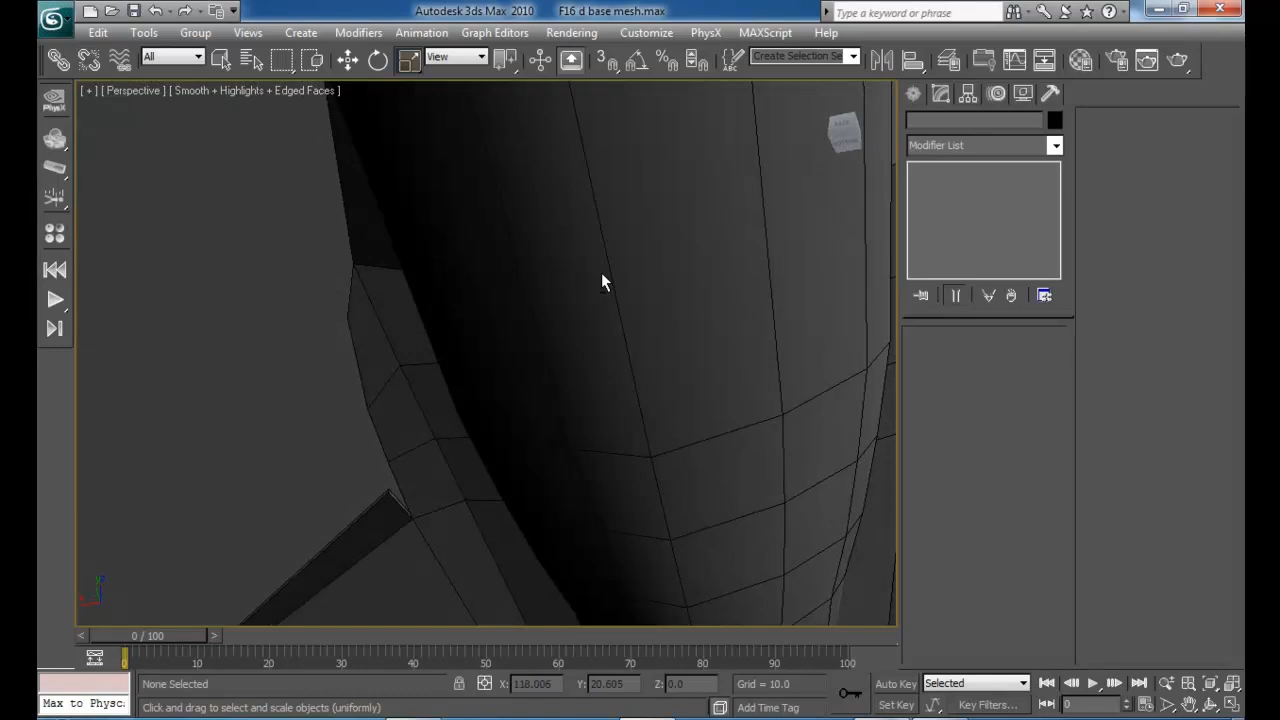 Autodesk 3ds Max 2010 F16 d base mesh.max
Type a keyword or phrase
Edit Tools Group Views Create Modifiers Animation Graph Editors Rendering Customize PhysX MAXScript Help
All View 3 Create Selection Se
[ + ] [ Perspective ] [ Smooth + Highlights + Edged Faces ]
PhysX
Modifier List
0 / 100
0 10 20 30 40 50 60 70 80 90 100
None Selected X: 118.006 Y: 20.605 Z: 0.0 Grid = 10.0 Auto Key Selected
Max to Physc: Click and drag to select and scale objects (uniformly) Add Time Tag Set Key Key Filters... 0